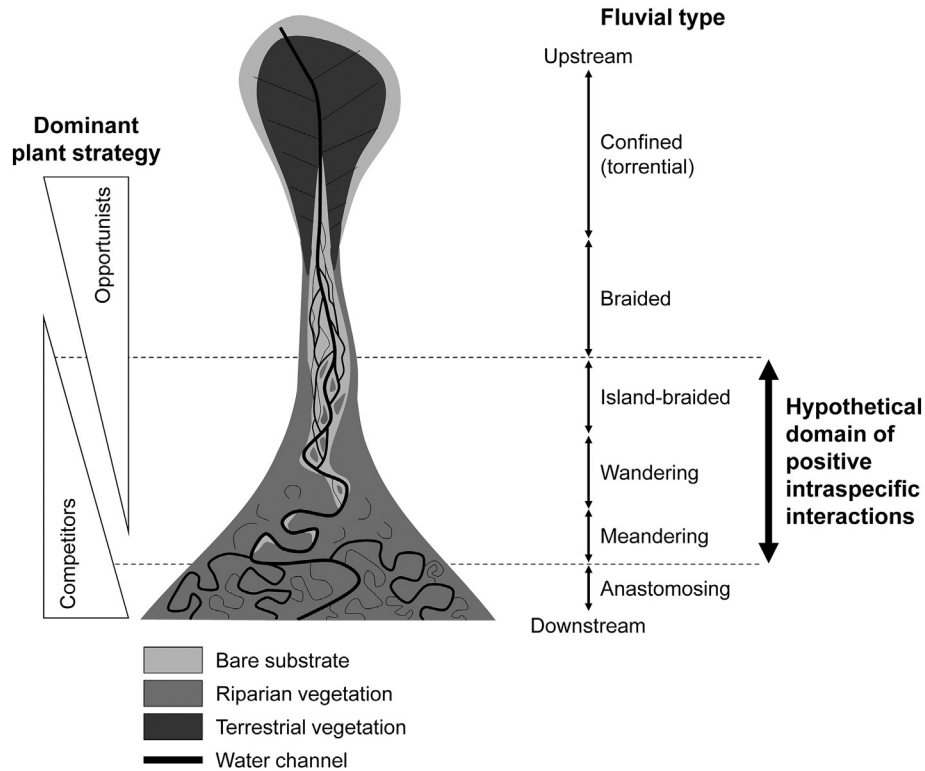 Fluvial type
Upstream
Dominant
plant strategy
Opportunists
Competitors
Confined
(torrential)
Braided
Island-braided
Wandering
Meandering
Anastomosing
Downstream
Hypothetical
domain of
positive
intraspecific
interactions
Bare substrate
Riparian vegetation
Terrestrial vegetation
Water channel